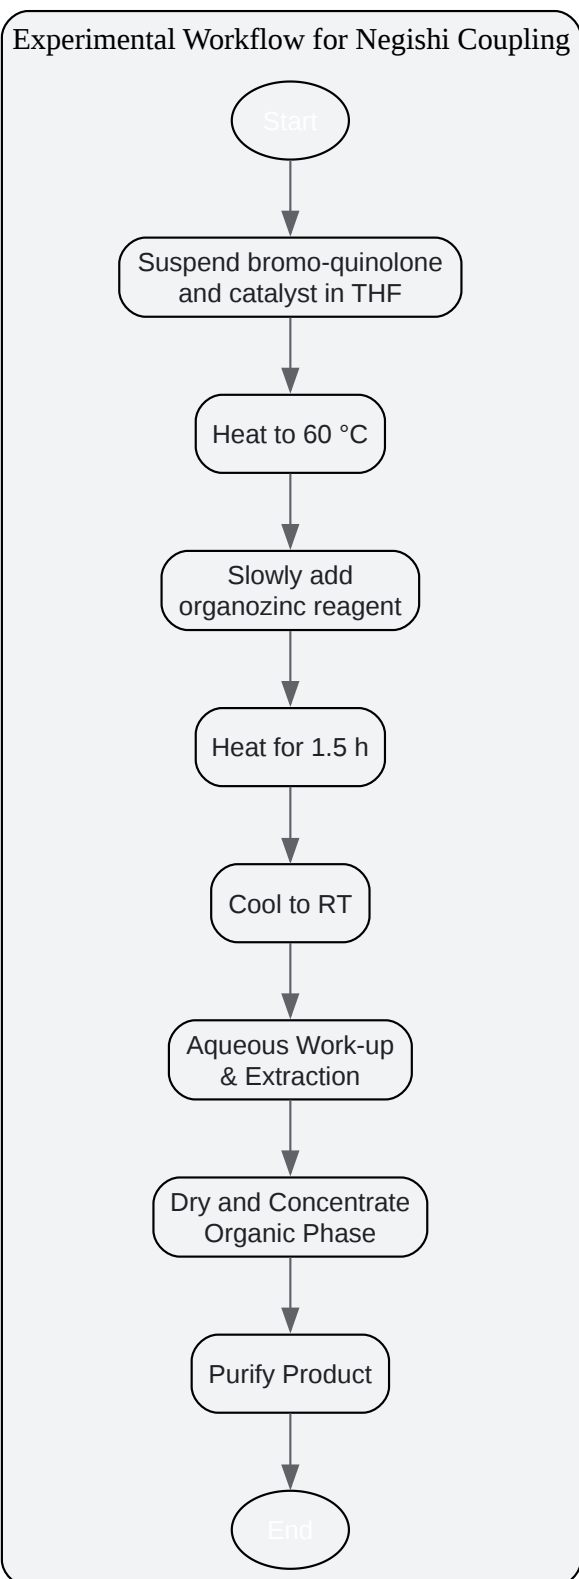 Experimental Workflow for Negishi Coupling
Start
Suspend bromo-quinolone
and catalyst in THF
Heat to 60 °C
Slowly add
organozinc reagent
Heat for 1.5 h
Cool to RT
Aqueous Work-up
& Extraction
Dry and Concentrate
Organic Phase
Purify Product
End